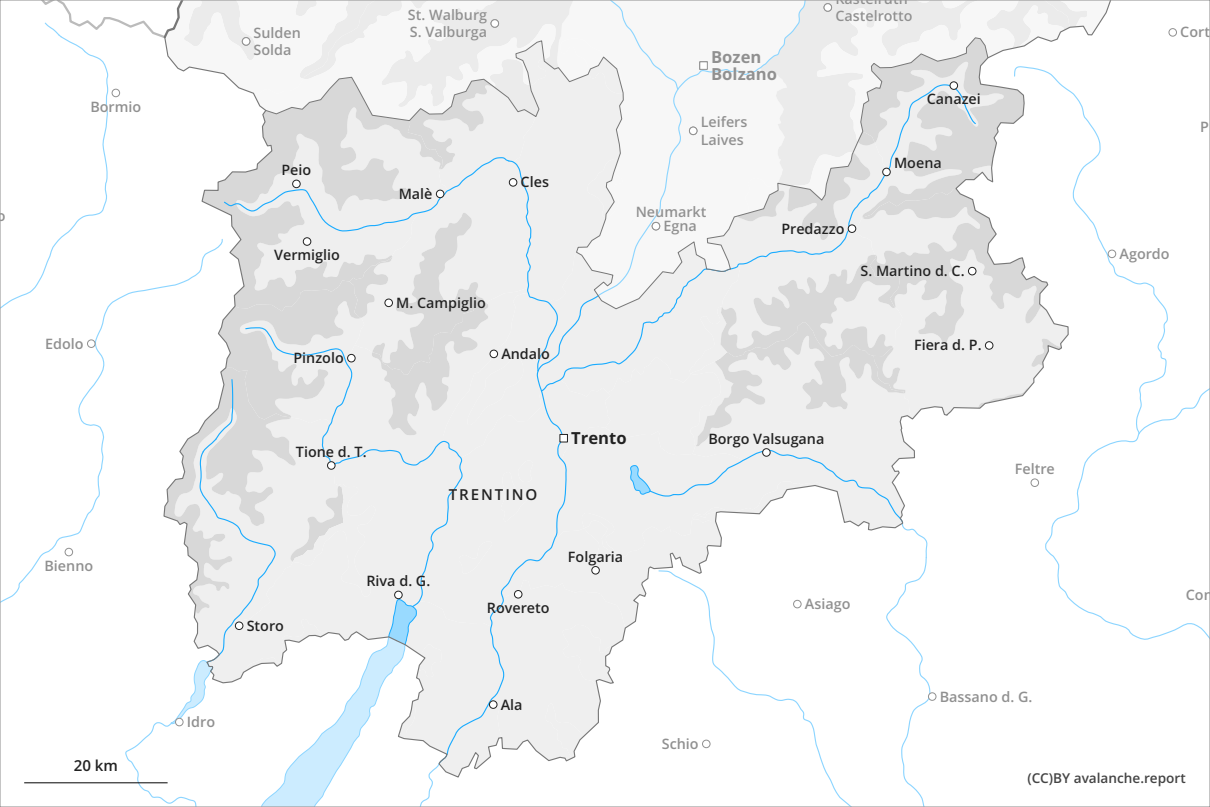 Kastelruth
Castelrotto
St. Walburg
S. Valburga
Sulden
Solda
Cort
Bozen
Bolzano
Bormio
Canazei
Leifers
Laives
P
Moena
Peio
Malè
Cles
Neumarkt
Egna
Predazzo
Vermiglio
Agordo
S. Martino d. C.
M. Campiglio
Edolo
Pinzolo
Andalo
Fiera d. P.
Trento
Borgo Valsugana
Tione d. T.
Feltre
TRENTINO
Bienno
Folgaria
Riva d. G.
Cor
Rovereto
Asiago
Storo
Bassano d. G.
Ala
Idro
Schio
20 km
(CC)BY avalanche.report